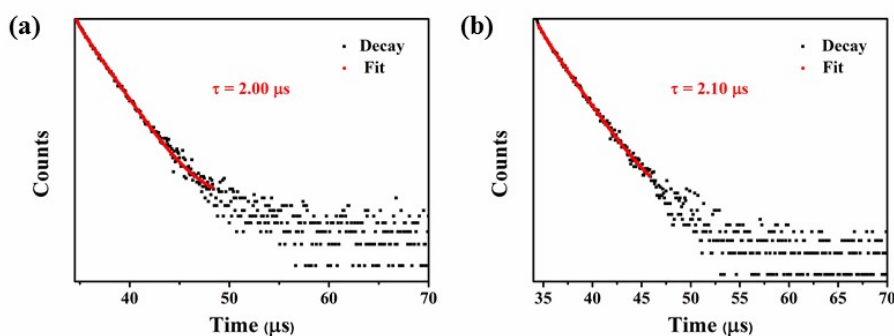 (a)
Counts
Decay
Fit
τ = 2.00 μs
40 50 60 70
Time (μs)
(b)
Counts
Decay
Fit
τ = 2.10 μs
35 40 45 50 55 60 65 70
Time (μs)